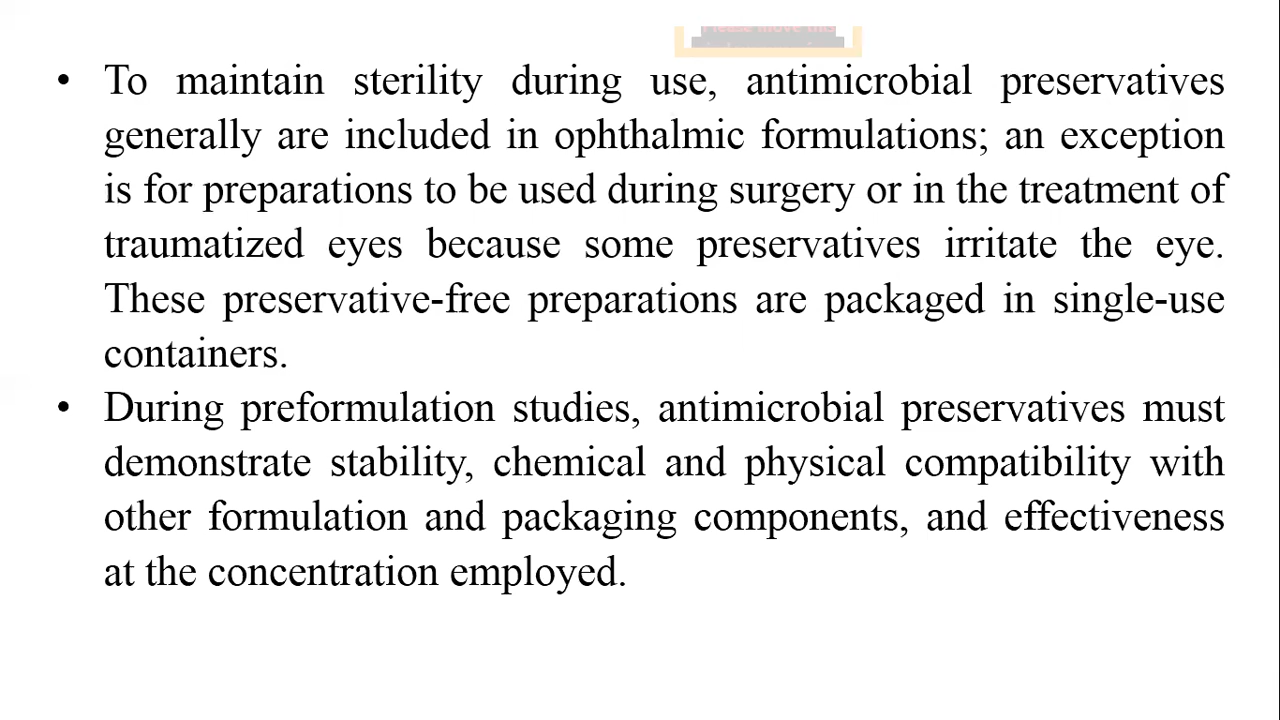 Please move this
• To maintain sterility during use, antimicrobial preservatives
generally are included in ophthalmic formulations; an exception
is for preparations to be used during surgery or in the treatment of
traumatized eyes because some preservatives irritate the eye.
These preservative-free preparations are packaged in single-use
containers.
• During preformulation studies, antimicrobial preservatives must
demonstrate stability, chemical and physical compatibility with
other formulation and packaging components, and effectiveness
at the concentration employed.